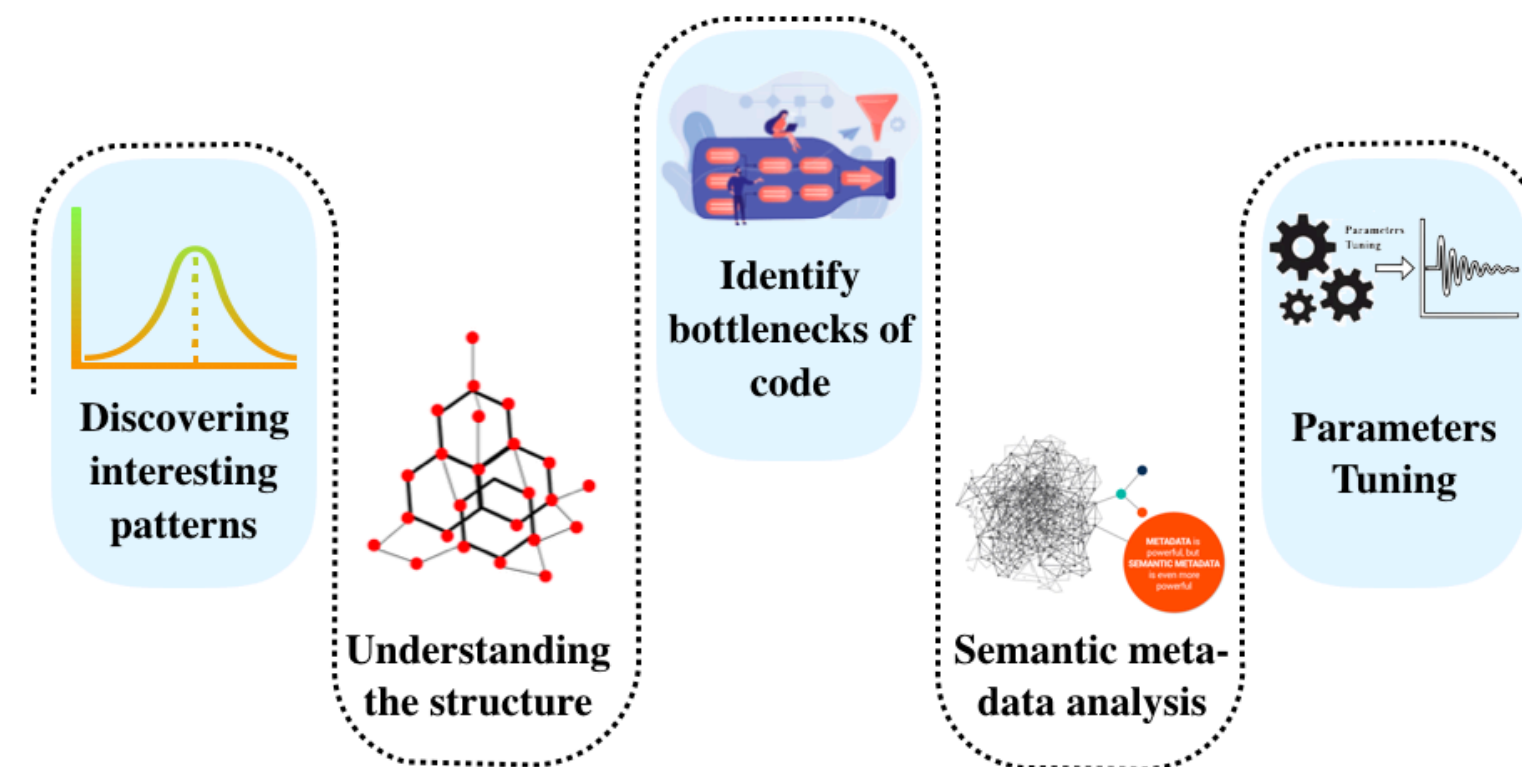 Discovering
interesting
patterns
Understanding
the structure
Identify
bottlenecks of
code
METADATA is
powerful, but
SEMANTIC METADATA
is even more
powerful
Semantic meta-
data analysis
Parameters
Tuning
Parameters
Tuning